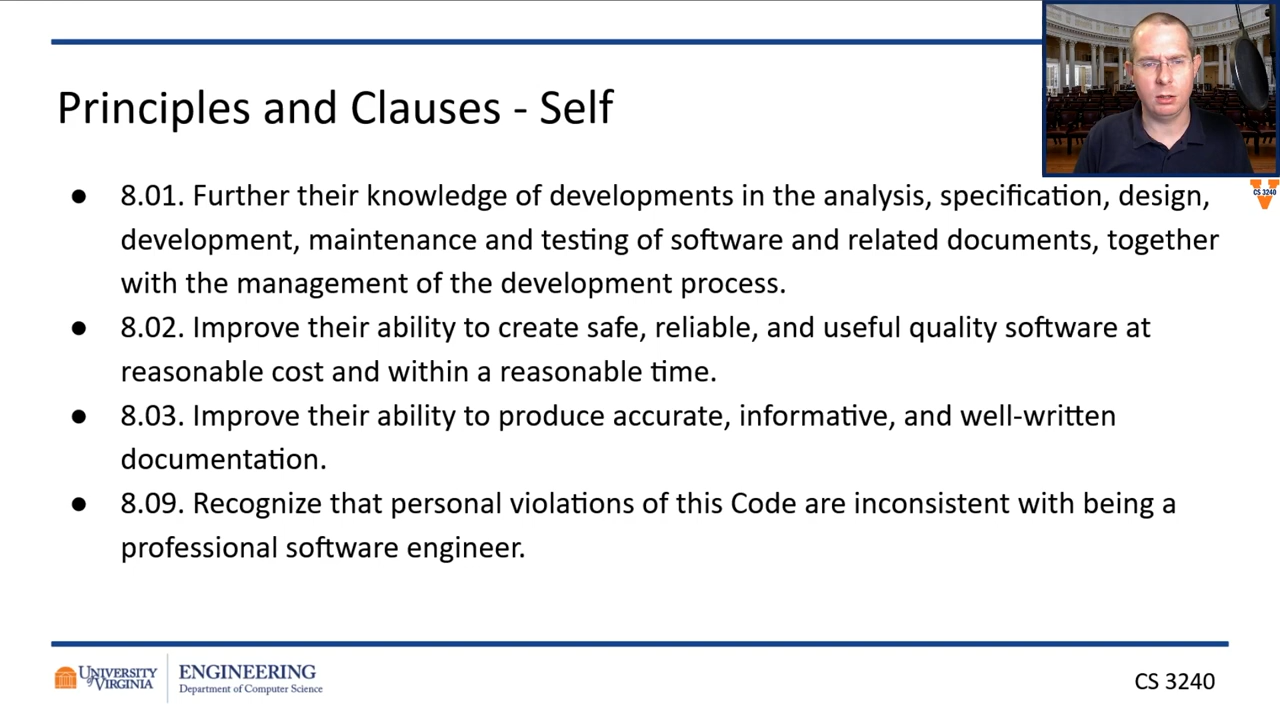 Principles and Clauses - Self
CS 3240
● 8.01. Further their knowledge of developments in the analysis, specification, design,
development, maintenance and testing of software and related documents, together
with the management of the development process.
● 8.02. Improve their ability to create safe, reliable, and useful quality software at
reasonable cost and within a reasonable time.
● 8.03. Improve their ability to produce accurate, informative, and well-written
documentation.
● 8.09. Recognize that personal violations of this Code are inconsistent with being a
professional software engineer.
UNIVERSITY
of VIRGINIA
ENGINEERING
Department of Computer Science
CS 3240